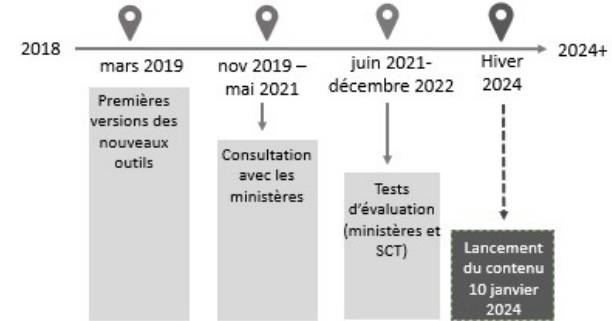 2018
2024+
mars 2019
nov 2019 –
mai 2021
juin 2021-
décembre 2022
Hiver
2024
Premières
versions des
nouveaux
outils
Consultation
avec les
ministères
Tests
d'évaluation
(ministères et
SCT)
Lancement
du contenu
10 janvier
2024